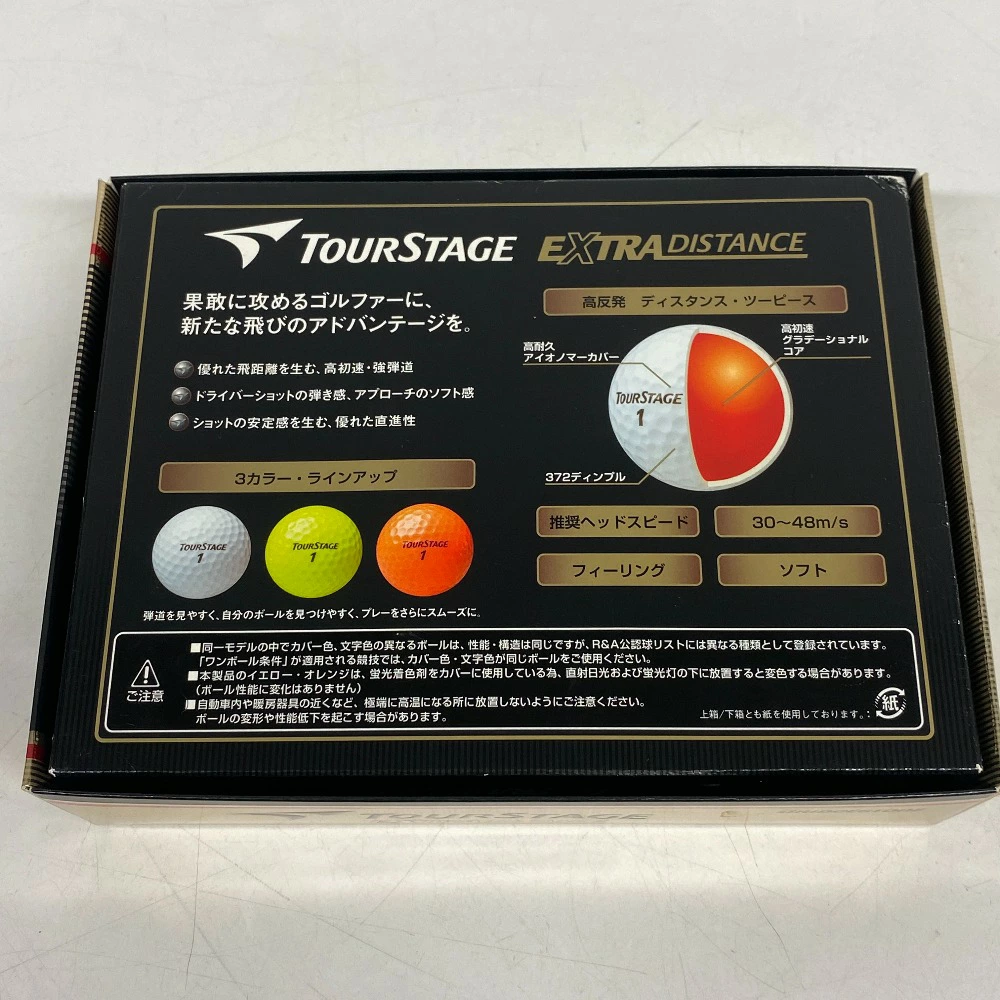 TOURSTAGE EXTRA DISTANCE
果敢に攻めるゴルファーに、
新たな飛びのアドバンテージを。
優れた飛距離を生む、高初速・強弾道
ドライバーショットの弾き感、アプローチのソフト感
ショットの安定感を生む、優れた直進性
3カラー・ラインアップ
TOURSTAGE
1
TOURSTAGE
1
TOURSTAGE
1
弾道を見やすく、自分のボールを見つけやすく、プレーをさらにスムーズに。
高反発 ディスタンス・ツーピース
高耐久
アイオノマーカバー
高初速
グラデーショナル
コア
TOURSTAGE
1
372ディンプル
推奨ヘッドスピード
30〜48m/s
フィーリング
ソフト
ご注意
■同一モデルの中でカバー色、文字色の異なるボールは、性能・構造は同じですが、R&A公認球リストには異なる種類として登録されています。
「ワンボール条件」が適用される競技では、カバー色・文字色が同じボールをご使用ください。
■本製品のイエロー・オレンジは、蛍光着色剤をカバーに使用している為、直射日光および蛍光灯の下に放置すると変色する場合があります。
(ボール性能に変化はありません)
■自動車内や暖房器具の近くなど、極端に高温になる所に放置しないようにご注意ください。
ボールの変形や性能低下を起こす場合があります。
上箱/下箱とも紙を使用しております。:
紙
TOURSTAGE